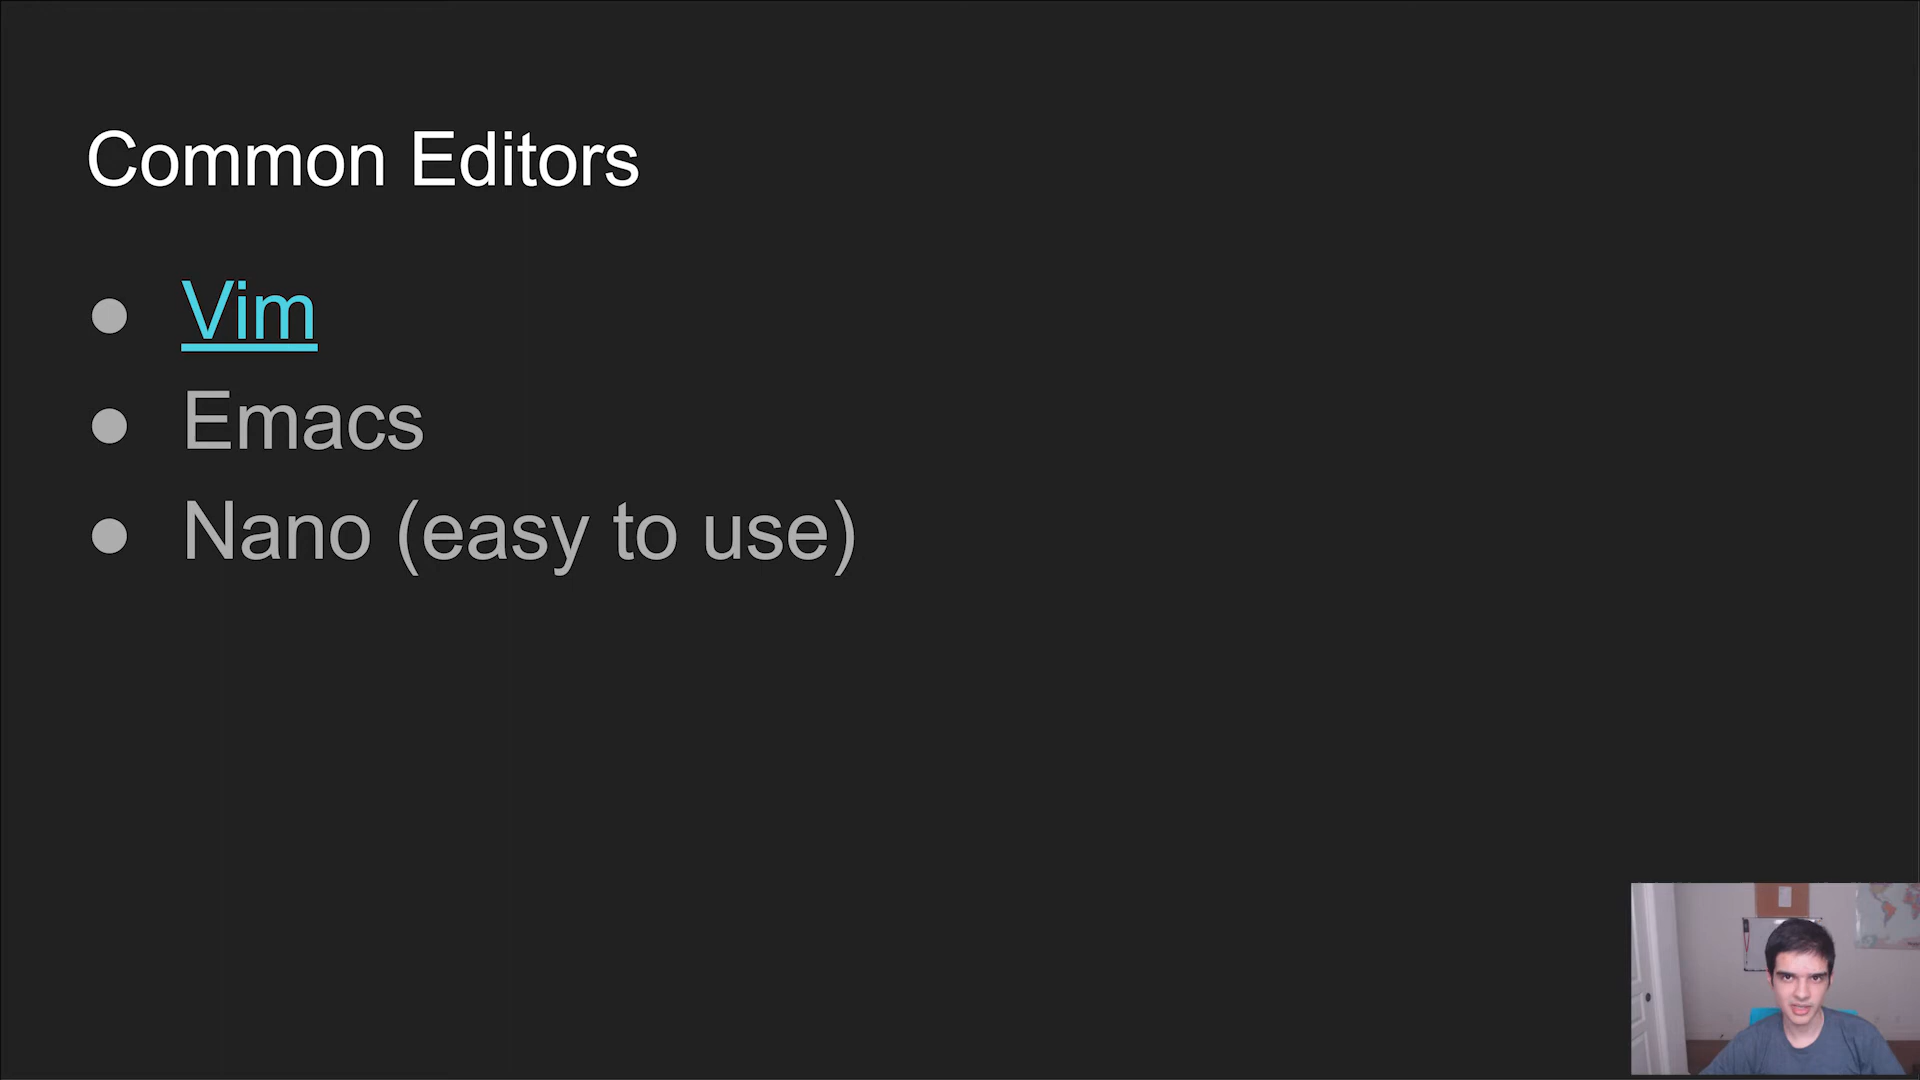 Common Editors
● Vim
● Emacs
● Nano (easy to use)